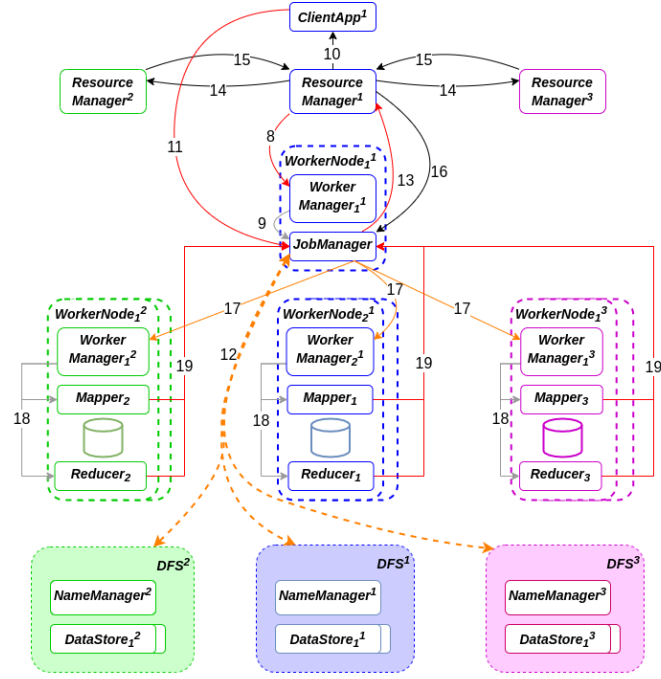 ClientApp¹
10
15
15
Resource
Manager²
Resource
Manager¹
Resource
Manager³
14
14
11
8
13
16
WorkerNode₁¹
Worker
Manager₁¹
9
JobManager
17
17
17
12
WorkerNode₁²
WorkerNode₂¹
WorkerNode₁³
Worker
Manager₁²
Worker
Manager₂¹
Worker
Manager₁³
19
19
19
Mapper₂
Mapper₁
Mapper₃
18
18
18
Reducer₂
Reducer₁
Reducer₃
DFS²
DFS¹
DFS³
NameManager²
NameManager¹
NameManager³
DataStore₁²
DataStore₁¹
DataStore₁³